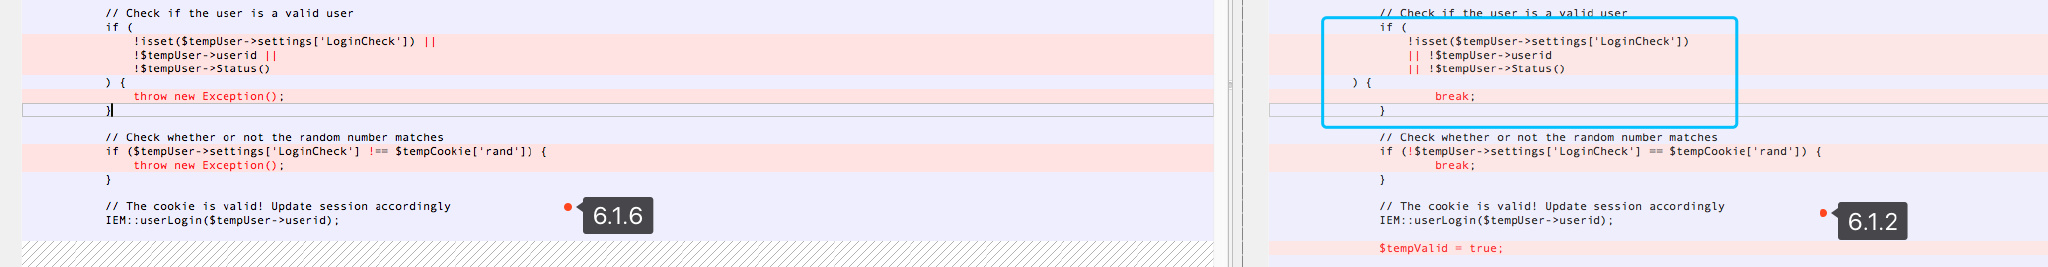 // Check if the user is a valid user
if (
!isset($tempUser->settings['LoginCheck']) ||
!$tempUser->userid ||
!$tempUser->Status()
) {
throw new Exception();
}
// Check whether or not the random number matches
if ($tempUser->settings['LoginCheck'] !== $tempCookie['rand']) {
throw new Exception();
}
// The cookie is valid! Update session accordingly
IEM::userLogin($tempUser->userid);
6.1.6
// Check if the user is a valid user
if (
!isset($tempUser->settings['LoginCheck'])
|| !$tempUser->userid
|| !$tempUser->Status()
) {
break;
}
// Check whether or not the random number matches
if (!$tempUser->settings['LoginCheck'] == $tempCookie['rand']) {
break;
}
// The cookie is valid! Update session accordingly
IEM::userLogin($tempUser->userid);
6.1.2
$tempValid = true;